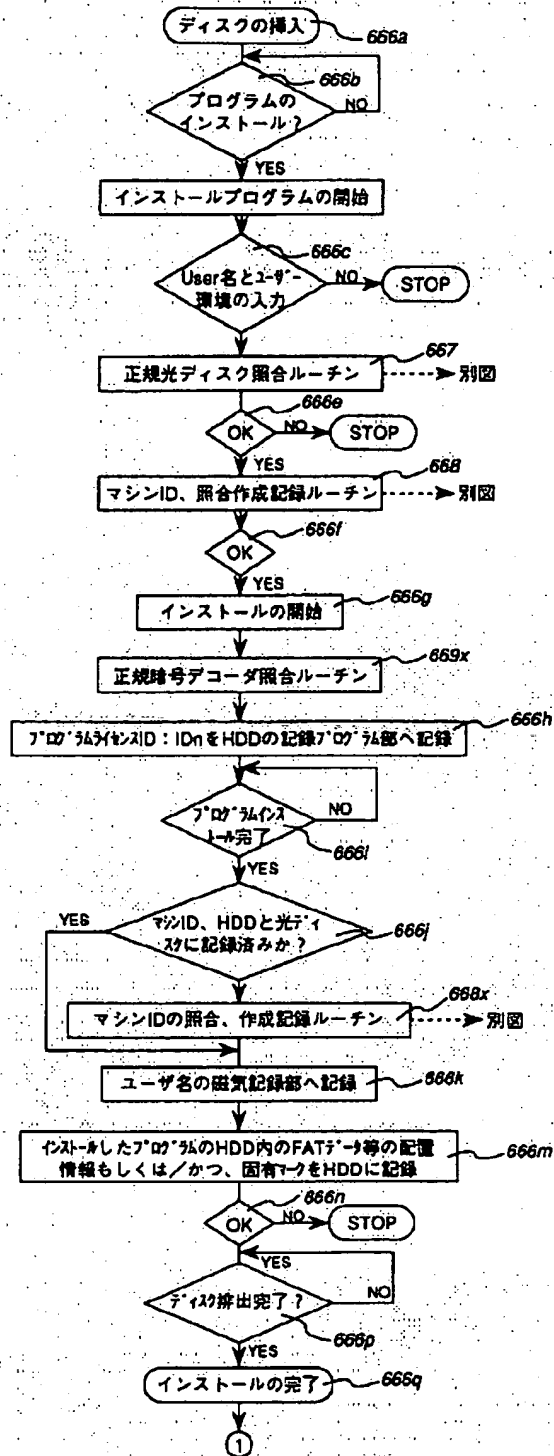 ディスクの挿入
666a
666b
プログラムの
インストール?
NO
YES
インストールプログラムの開始
666c
User名とユーザー
環境の入力
NO
STOP
YES
667
正規光ディスク照合ルーチン
別図
666e
OK
NO
STOP
YES
668
マシンID、照合作成記録ルーチン
別図
666f
OK
YES
666g
インストールの開始
669x
正規暗号デコーダ照合ルーチン
666h
プログラムライセンスID:IDnをHDDの記録プログラム部へ記録
プログラムインス
トール完了
NO
666i
YES
YES
マシンID、HDDと光ディ
スクに記録済みか?
666j
668x
マシンIDの照合、作成記録ルーチン
別図
ユーザ名の磁気記録部へ記録
666k
インストールしたプログラムのHDD内のFATデータ等の配置
情報もしくは/かつ、固有マークをHDDに記録
666m
666n
OK
NO
STOP
YES
ディスク排出完了?
NO
666p
YES
インストールの完了
666q
1